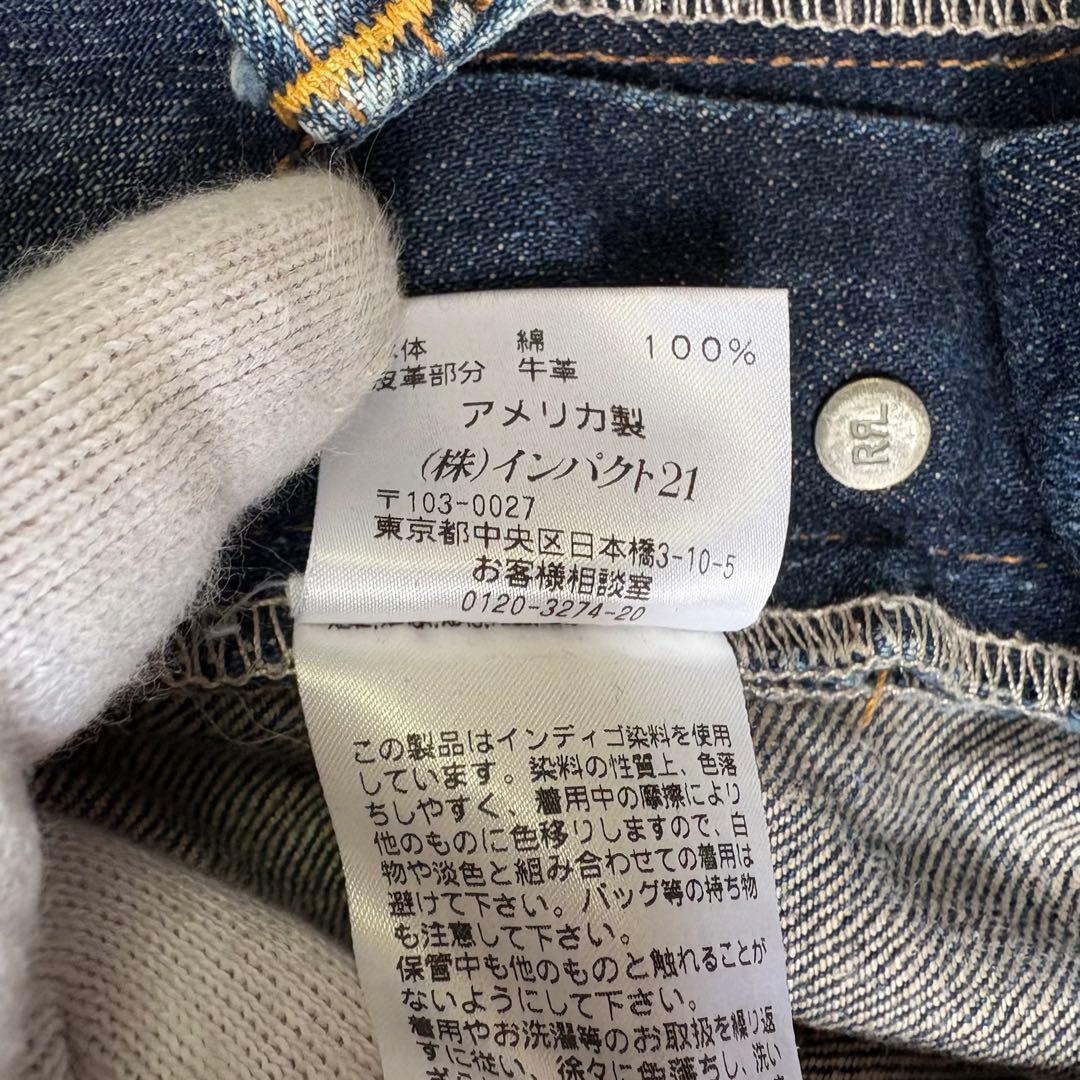 体 綿 100%
皮革部分 牛革
アメリカ製
(株)インパクト21
〒103-0027
東京都中央区日本橋3-10-5
お客様相談室
0120-3274-20
RRL
この製品はインディゴ染料を使用
しています。染料の性質上、色落
ちしやすく、着用中の摩擦により
他のものに色移りしますので、白
物や淡色と組み合わせての着用は
避けて下さい。バッグ等の持ち物
も注意して下さい。
保管中も他のものと触れることが
ないようにして下さい。
着用やお洗濯等のお取扱を繰り返
すに従い、徐々に色落ちし、洗い